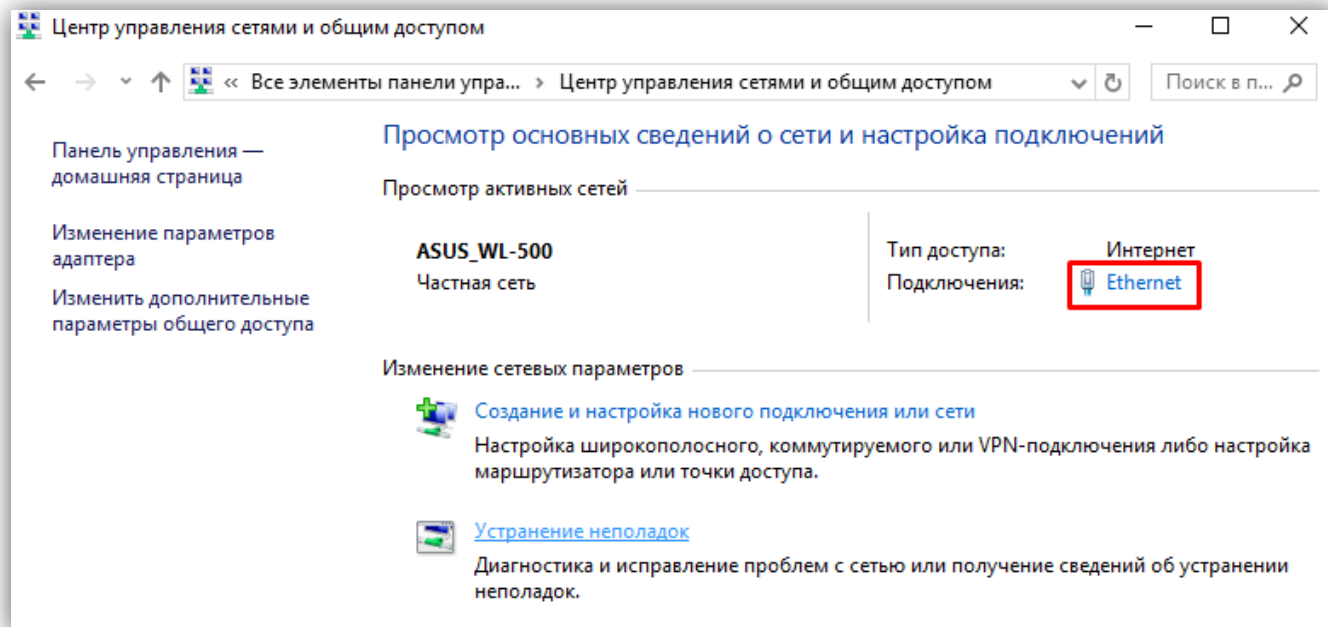 Центр управления сетями и общим доступом
« Все элементы панели упра... › Центр управления сетями и общим доступом
Поиск в п...
Панель управления —
домашняя страница
Изменение параметров
адаптера
Изменить дополнительные
параметры общего доступа
Просмотр основных сведений о сети и настройка подключений
Просмотр активных сетей
ASUS_WL-500
Частная сеть
Тип доступа: Интернет
Подключения: Ethernet
Изменение сетевых параметров
Создание и настройка нового подключения или сети
Настройка широкополосного, коммутируемого или VPN-подключения либо настройка
маршрутизатора или точки доступа.
Устранение неполадок
Диагностика и исправление проблем с сетью или получение сведений об устранении
неполадок.